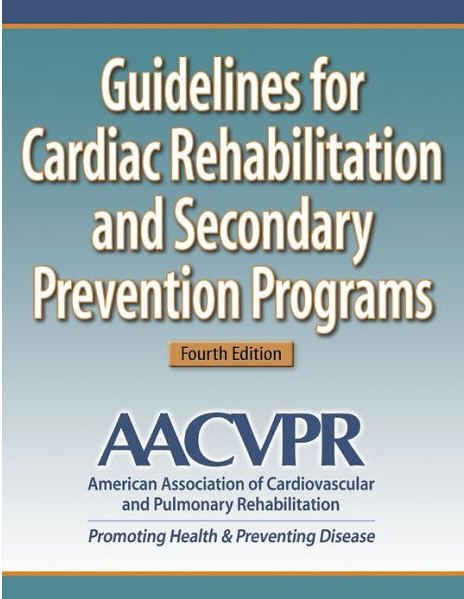 Guidelines for
Cardiac Rehabilitation
and Secondary
Prevention Programs
Fourth Edition
AACVPR
American Association of Cardiovascular
and Pulmonary Rehabilitation
Promoting Health & Preventing Disease